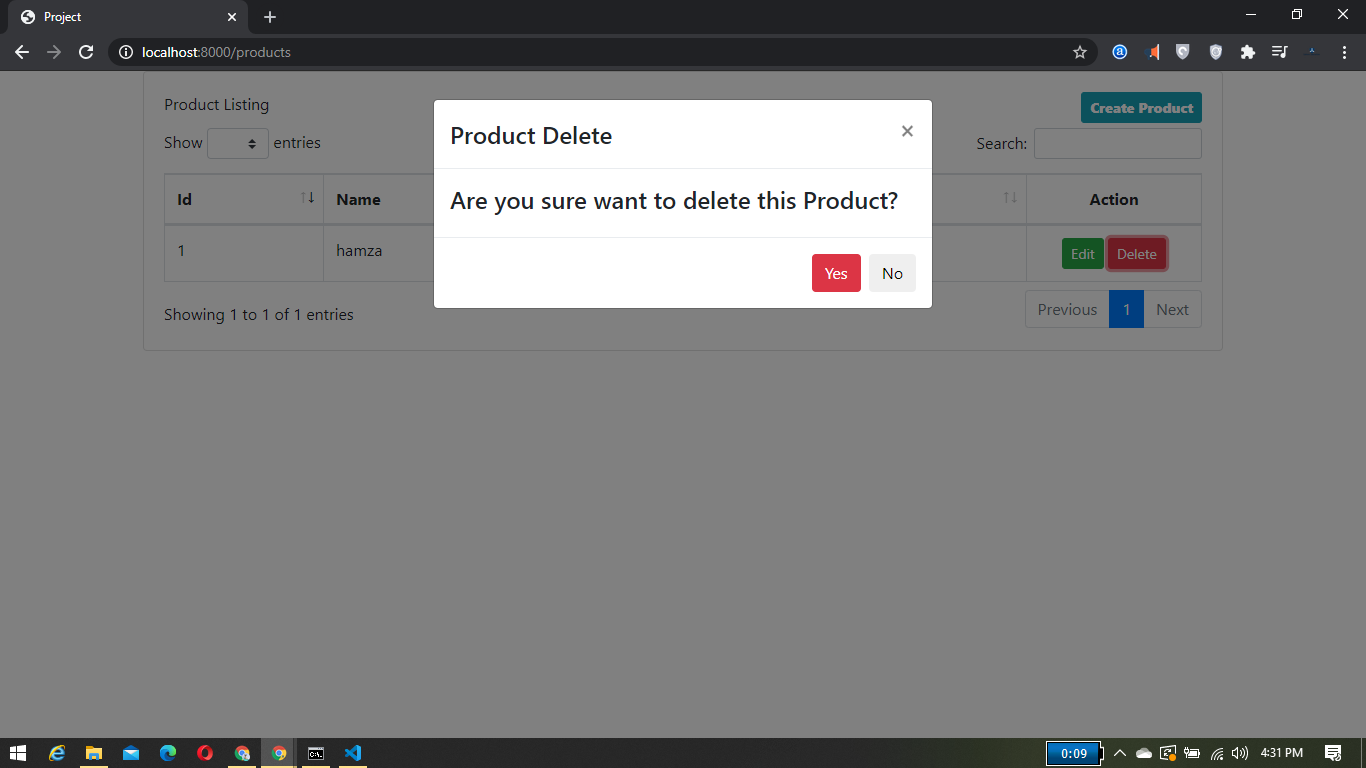 Project
localhost:8000/products
Product Listing
Create Product
Show entries
Search:
Product Delete ×
Are you sure want to delete this Product?
Yes No
Id Name Action
1 hamza Edit Delete
Showing 1 to 1 of 1 entries
Previous 1 Next
0:09 4:31 PM